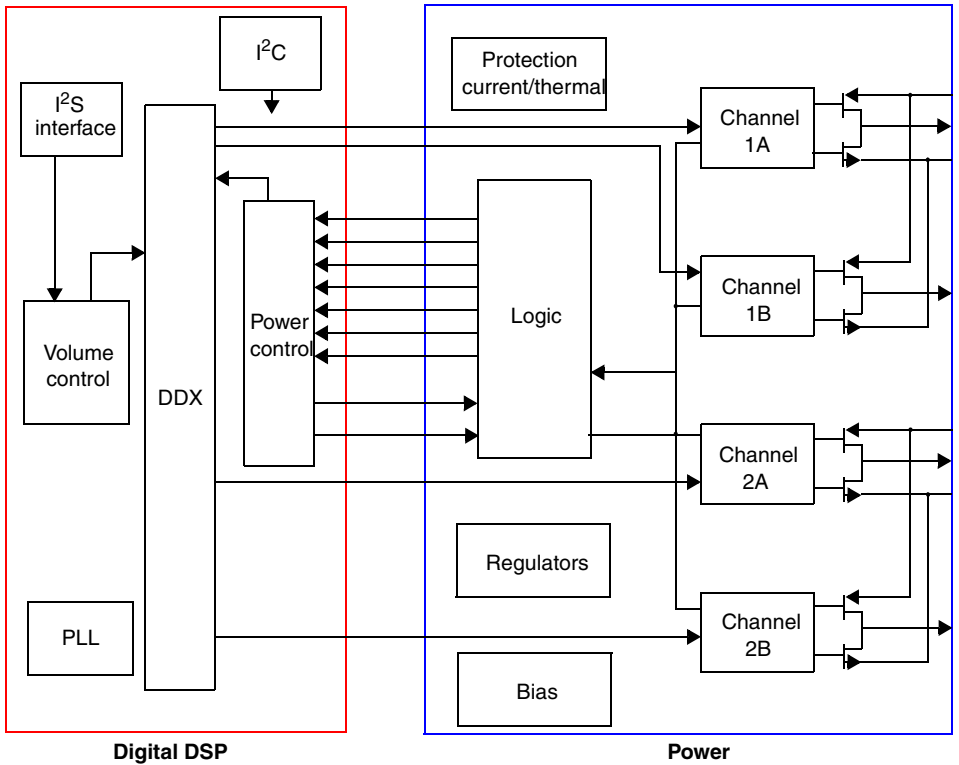 I²C
Protection
current/thermal
I²S
interface
Channel
1A
Channel
1B
Logic
Power
control
Volume
control
DDX
Channel
2A
Regulators
PLL
Channel
2B
Bias
Digital DSP
Power